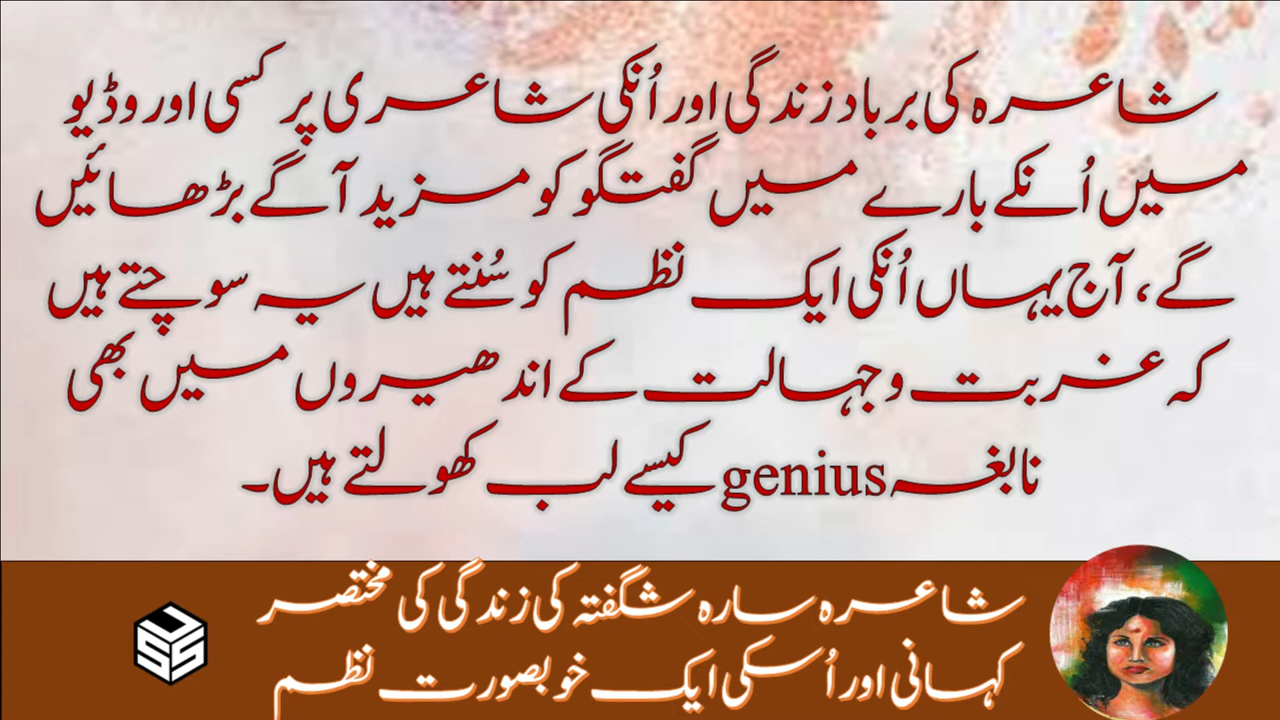 شاعرہ کی برباد زندگی اور اُنکی شاعری پر کسی اور وڈیو
میں اُنکے بارے میں گفتگو کو مزید آگے بڑھائیں
گے، آج یہاں اُنکی ایک نظم کو سُنتے ہیں یہ سوچتے ہیں
کہ غربت و جہالت کے اندھیروں میں بھی
نابغہ genius کیسے لب کھولتے ہیں۔
شاعرہ سارہ شگفتہ کی زندگی کی مختصر
کہانی اور اُسکی ایک خوبصورت نظم